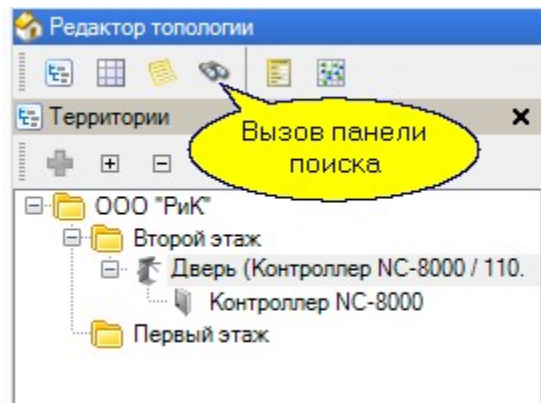 Редактор топологии
Территории
Вызов панели
поиска
ООО "РиК"
Второй этаж
Дверь (Контроллер NC-8000 / 110.
Контроллер NC-8000
Первый этаж